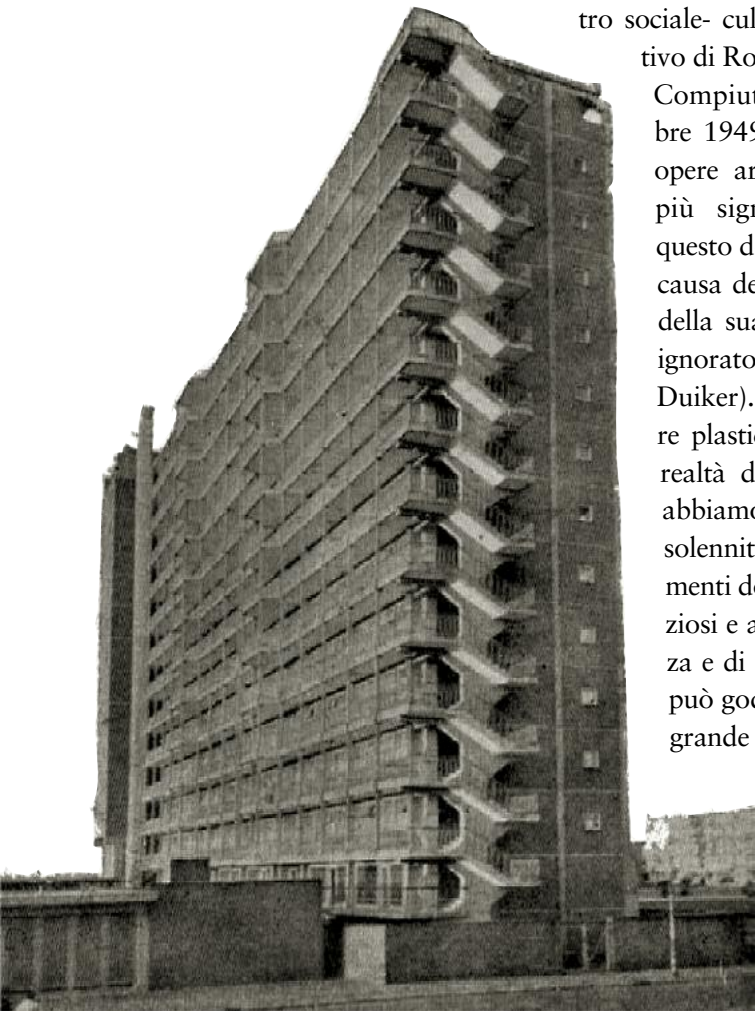 tro sociale- cul
tivo di Ro
Compiut
bre 1949
opere ar
più sign
questo d
causa de
della sua
ignorato
Duiker).
re plasti
realtà d
abbiamo
solennit
menti de
ziosi e a
za e di
può god
grande